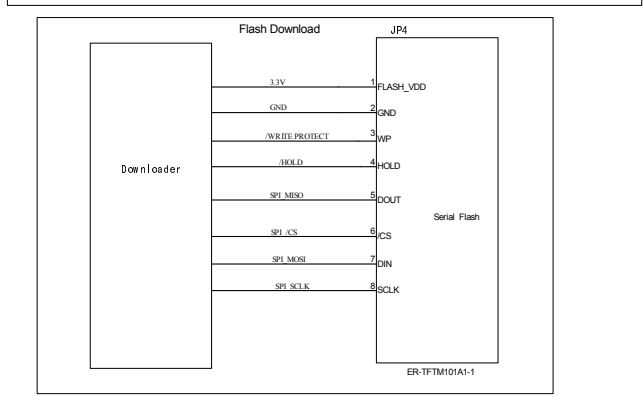 Flash Download
JP4
3.3V 1 FLASH_VDD
GND 2 GND
/WRITE PROTECT 3 WP
Downloader /HOLD 4 HOLD
SPI_MISO 5 DOUT
Serial Flash
SPI_/CS 6 /CS
SPI_MOSI 7 DIN
SPI_SCLK 8 SCLK
ER-TFTM101A1-1